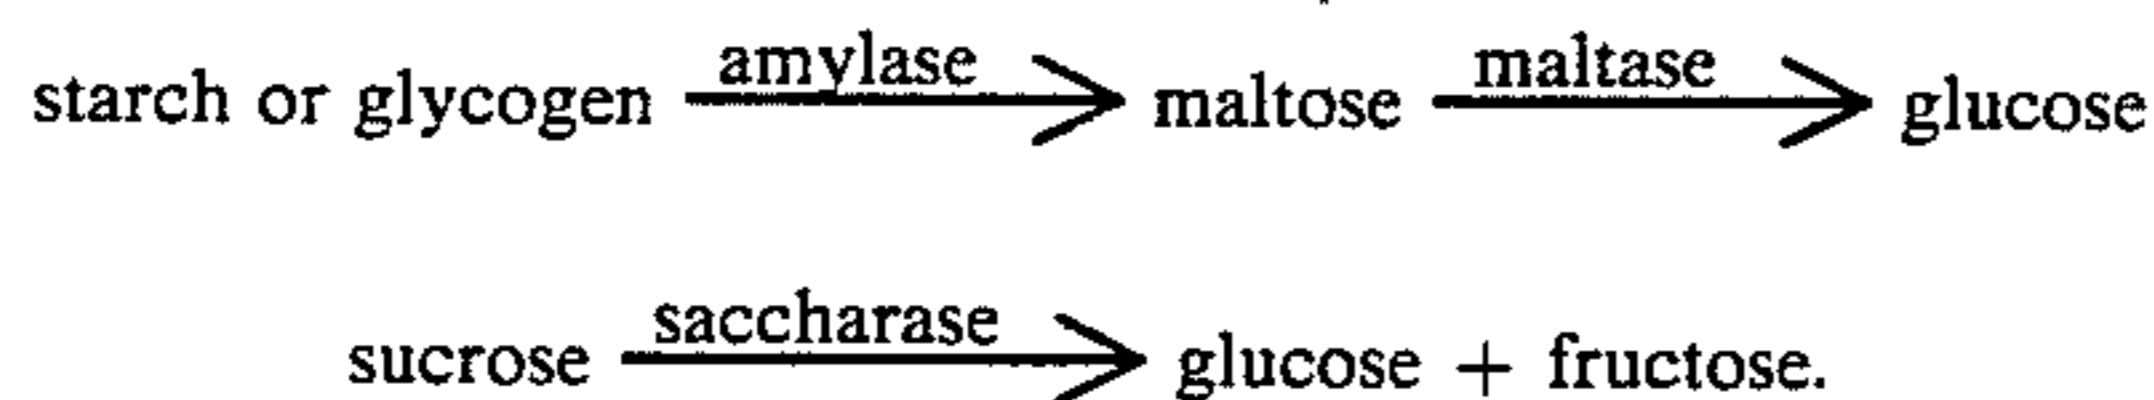 starch or glycogen amylase maltose maltase glucose
sucrose saccharase glucose + fructose.